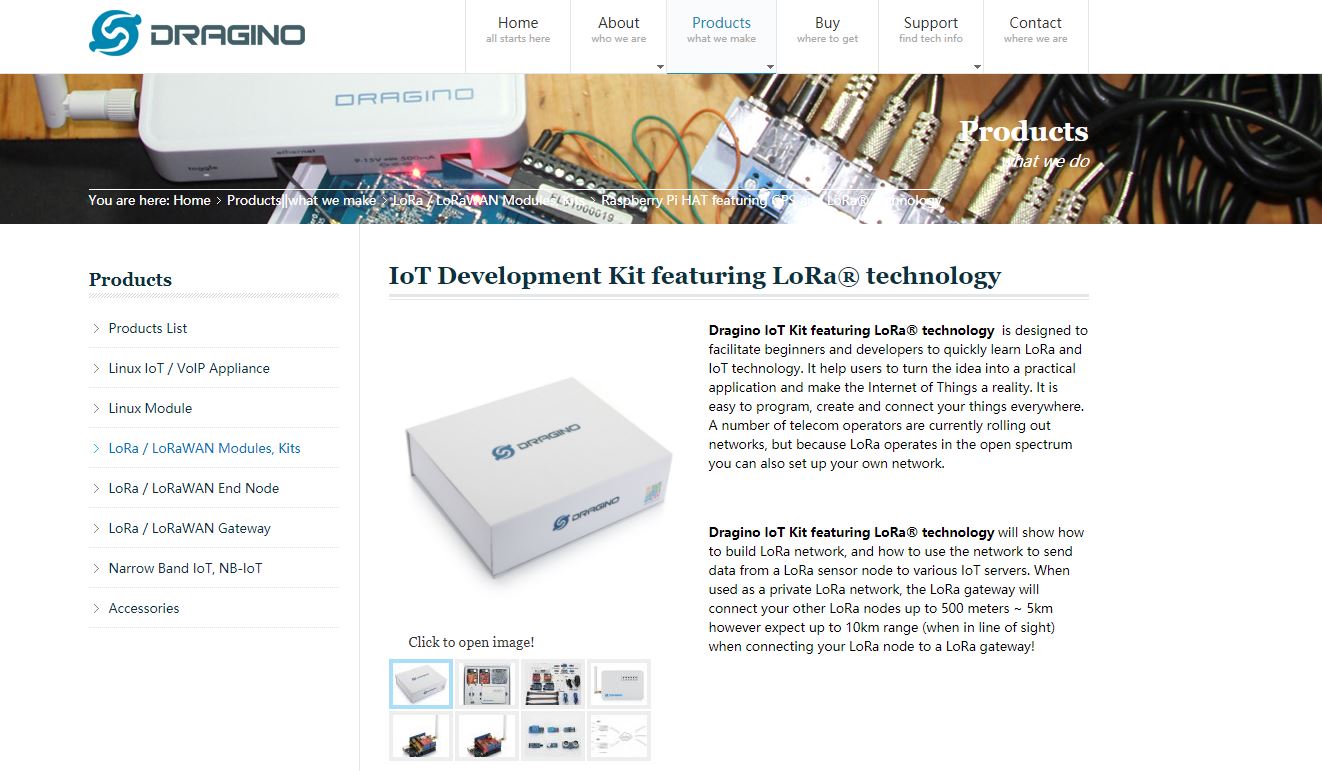 DRAGINO
Home
all starts here
About
who we are
Products
what we make
Buy
where to get
Support
find tech info
Contact
where we are
DRAGINO
ethernet
9-15V 500mA
toggle
Products
what we do
You are here: Home > Products||what we make > LoRa / LoRaWAN Modules, Kits > Raspberry Pi HAT featuring GPS and LoRa® technology
Products
Products List
Linux IoT / VoIP Appliance
Linux Module
LoRa / LoRaWAN Modules, Kits
LoRa / LoRaWAN End Node
LoRa / LoRaWAN Gateway
Narrow Band IoT, NB-IoT
Accessories
IoT Development Kit featuring LoRa® technology
DRAGINO
DRAGINO
Click to open image!
Dragino IoT Kit featuring LoRa® technology is designed to
facilitate beginners and developers to quickly learn LoRa and
IoT technology. It help users to turn the idea into a practical
application and make the Internet of Things a reality. It is
easy to program, create and connect your things everywhere.
A number of telecom operators are currently rolling out
networks, but because LoRa operates in the open spectrum
you can also set up your own network.
Dragino IoT Kit featuring LoRa® technology will show how
to build LoRa network, and how to use the network to send
data from a LoRa sensor node to various IoT servers. When
used as a private LoRa network, the LoRa gateway will
connect your other LoRa nodes up to 500 meters ~ 5km
however expect up to 10km range (when in line of sight)
when connecting your LoRa node to a LoRa gateway!